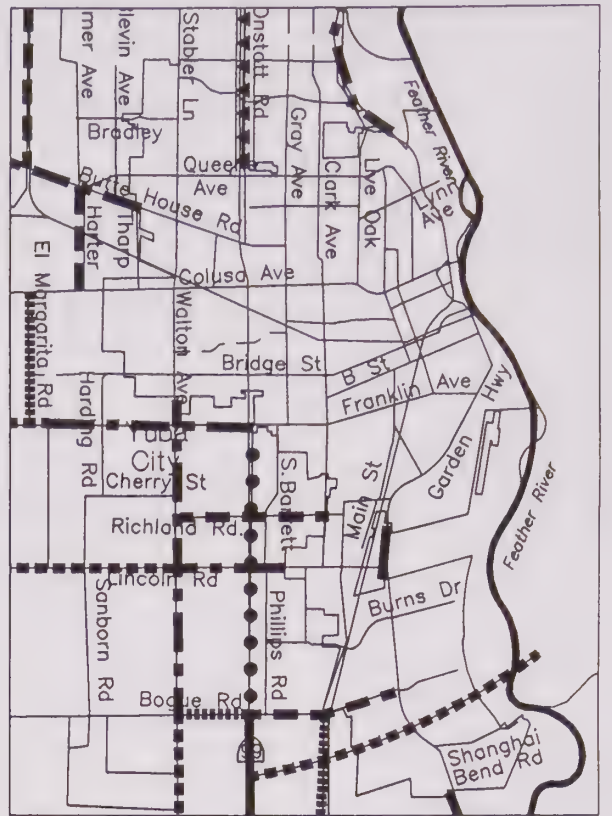 Onstott Rd
Stabler Ln
Blevin Ave
mer Ave
Bradley
Gray Ave
Clark Ave
Live Oak
Feather River
Lynn
Ave
Queens
Ave
Butte House Rd
Tharp
Harter
Colusa Ave
El Margarita Rd
Walton Ave
Bridge St
B St
Franklin Ave
Garden Hwy
Harding Rd
Yuba
City
Cherry St
S. Barrett
Main St
Richland Rd.
Lincoln Rd
Feather River
Burns Dr
Sanborn Rd
Phillips Rd
Bogue Rd
99
Shanghai
Bend Rd